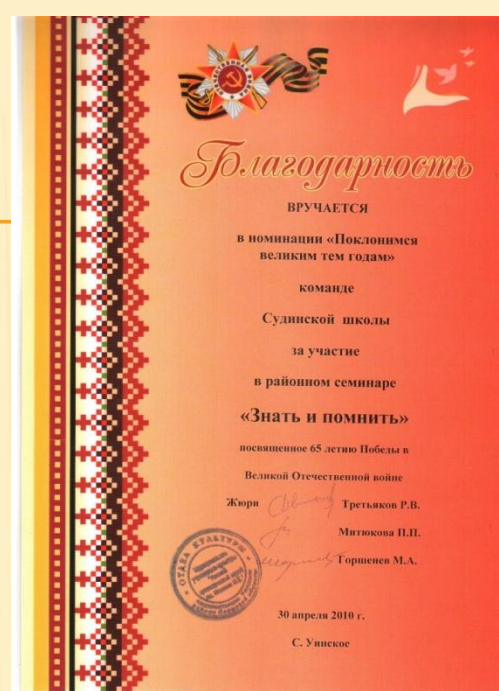 Благодарность
ВРУЧАЕТСЯ
в номинации «Поклонимся
великим тем годам»
команде
Судинской школы
за участие
в районном семинаре
«Знать и помнить»
посвященное 65 летию Победы в
Великой Отечественной войне
Жюри Третьяков Р.В.
Митюкова П.П.
Горшенев М.А.
30 апреля 2010 г.
С. Уинское